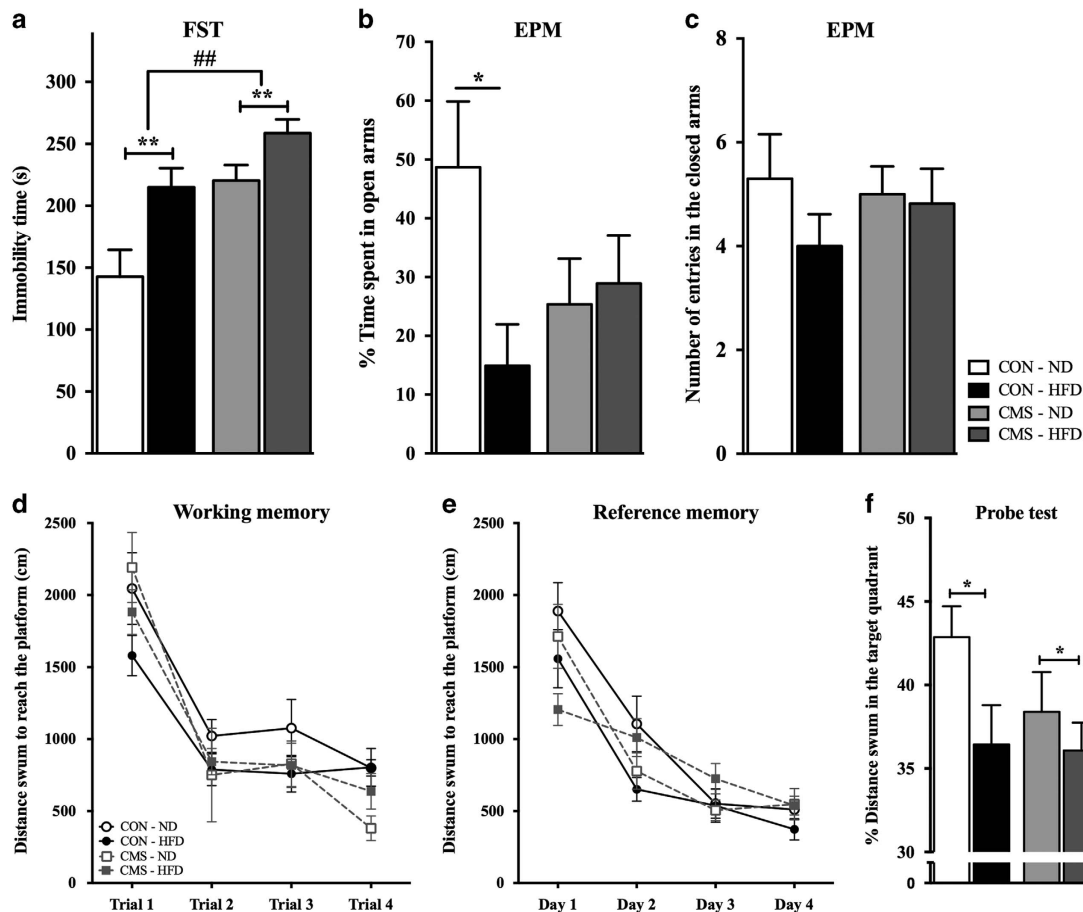 a
FST
Immobility time (s)
300
250
200
150
100
50
0
##
**
**
b
EPM
% Time spent in open arms
70
60
50
40
30
20
10
0
*
c
EPM
Number of entries in the closed arms
8
6
4
2
0
CON - ND
CON - HFD
CMS - ND
CMS - HFD
d
Working memory
Distance swum to reach the platform (cm)
2500
2000
1500
1000
500
0
CON - ND
CON - HFD
CMS - ND
CMS - HFD
Trial 1 Trial 2 Trial 3 Trial 4
e
Reference memory
Distance swum to reach the platform (cm)
2500
2000
1500
1000
500
0
Day 1 Day 2 Day 3 Day 4
f
Probe test
% Distance swum in the target quadrant
50
45
40
35
30
0
*
*